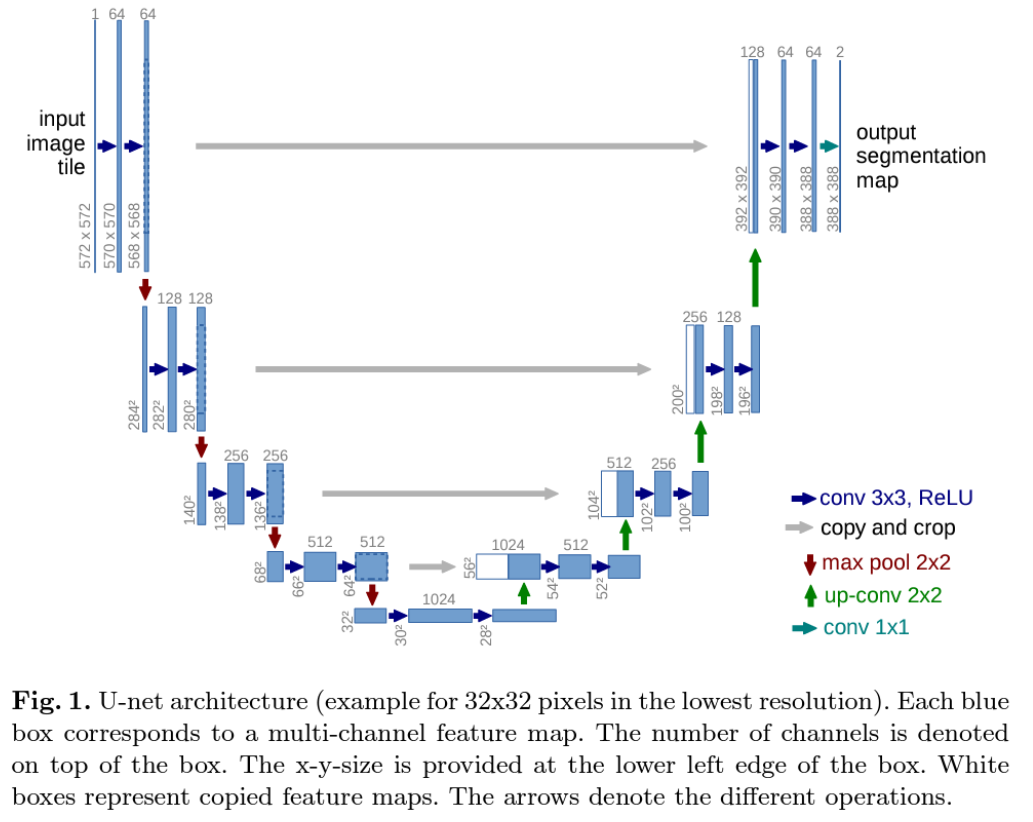 1 64 64
128 64 64 2
input
image
tile
output
segmentation
map
572 x 572
570 x 570
568 x 568
392 x 392
390 x 390
388 x 388
388 x 388
128 128
256 128
284²
282²
280²
200²
198²
196²
256 256
512 256
140²
138²
136²
104²
102²
100²
512 512
1024 512
68²
66²
64²
56²
54²
52²
1024
32²
30²
28²
conv 3x3, ReLU
copy and crop
max pool 2x2
up-conv 2x2
conv 1x1
Fig. 1. U-net architecture (example for 32x32 pixels in the lowest resolution). Each blue
box corresponds to a multi-channel feature map. The number of channels is denoted
on top of the box. The x-y-size is provided at the lower left edge of the box. White
boxes represent copied feature maps. The arrows denote the different operations.